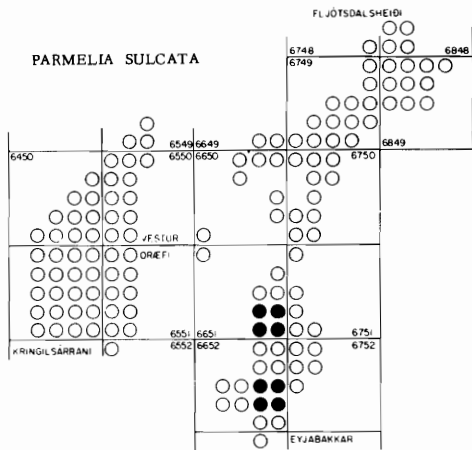 FLJÓTSDALSHEIÐI
PARMELIA SULCATA
6748 6848
6749
6450 6549 6649
6550 6650 6750 6849
VESTUR
ÖRÆFI
6551 6651 6751
KRINGILSÁRRANI 6552 6652 6752
EYJABAKKAR